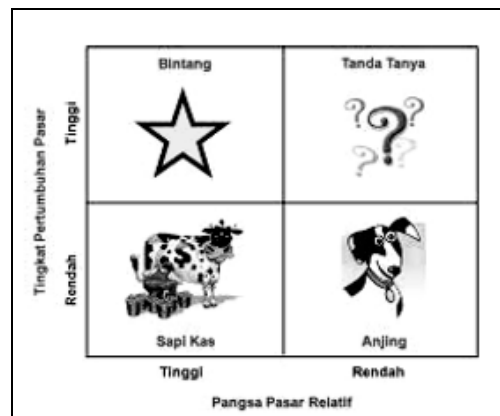 Bintang
Tanda Tanya
Tingkat Pertumbuhan Pasar
Tinggi
Rendah
Sapi Kas
Anjing
Tinggi
Rendah
Pangsa Pasar Relatif